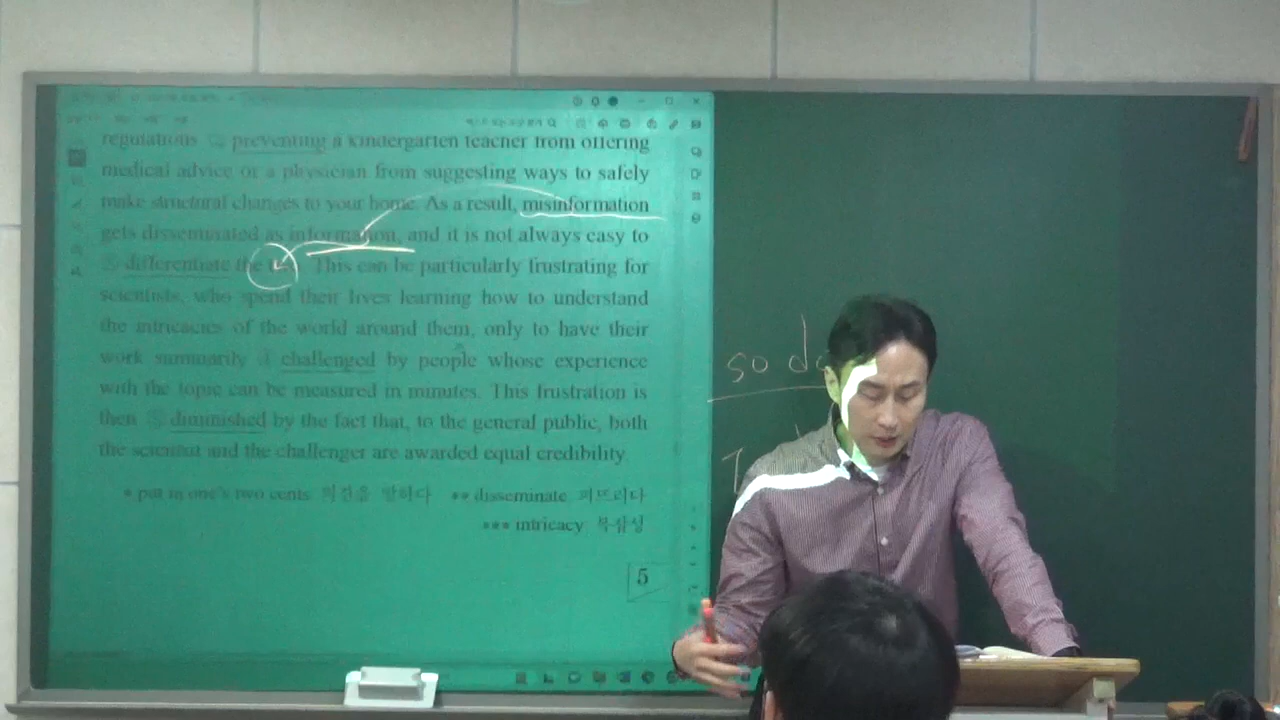 regulations ② preventing a kindergarten teacher from offering
medical advice or a physician from suggesting ways to safely
make structural changes to your home. As a result, misinformation
gets disseminated as information, and it is not always easy to
③ differentiate the two. This can be particularly frustrating for
scientists, who spend their lives learning how to understand
the intricacies of the world around them, only to have their
work summarily ④ challenged by people whose experience
with the topic can be measured in minutes. This frustration is
then ⑤ diminished by the fact that, to the general public, both
the scientist and the challenger are awarded equal credibility.
* put in one's two cents 의견을 말하다 ** disseminate 퍼뜨리다
*** intricacy 복잡성
5
so